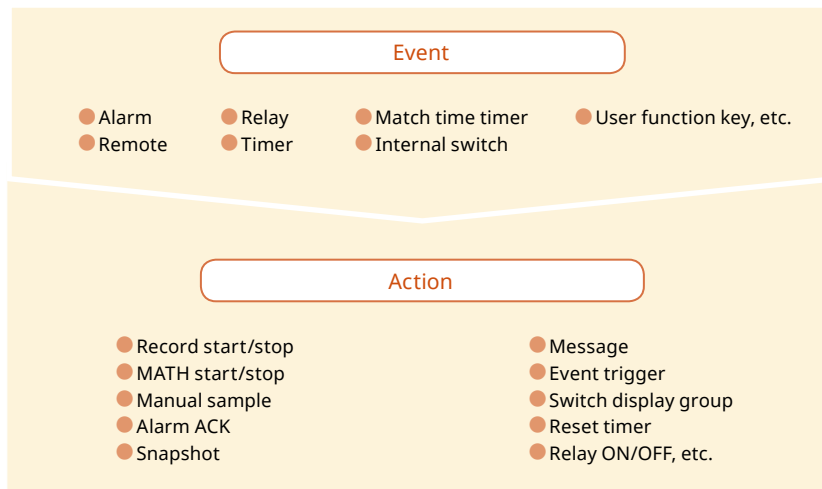 Event
Alarm
Relay
Match time timer
User function key, etc.
Remote
Timer
Internal switch
Action
Record start/stop
MATH start/stop
Manual sample
Alarm ACK
Snapshot
Message
Event trigger
Switch display group
Reset timer
Relay ON/OFF, etc.